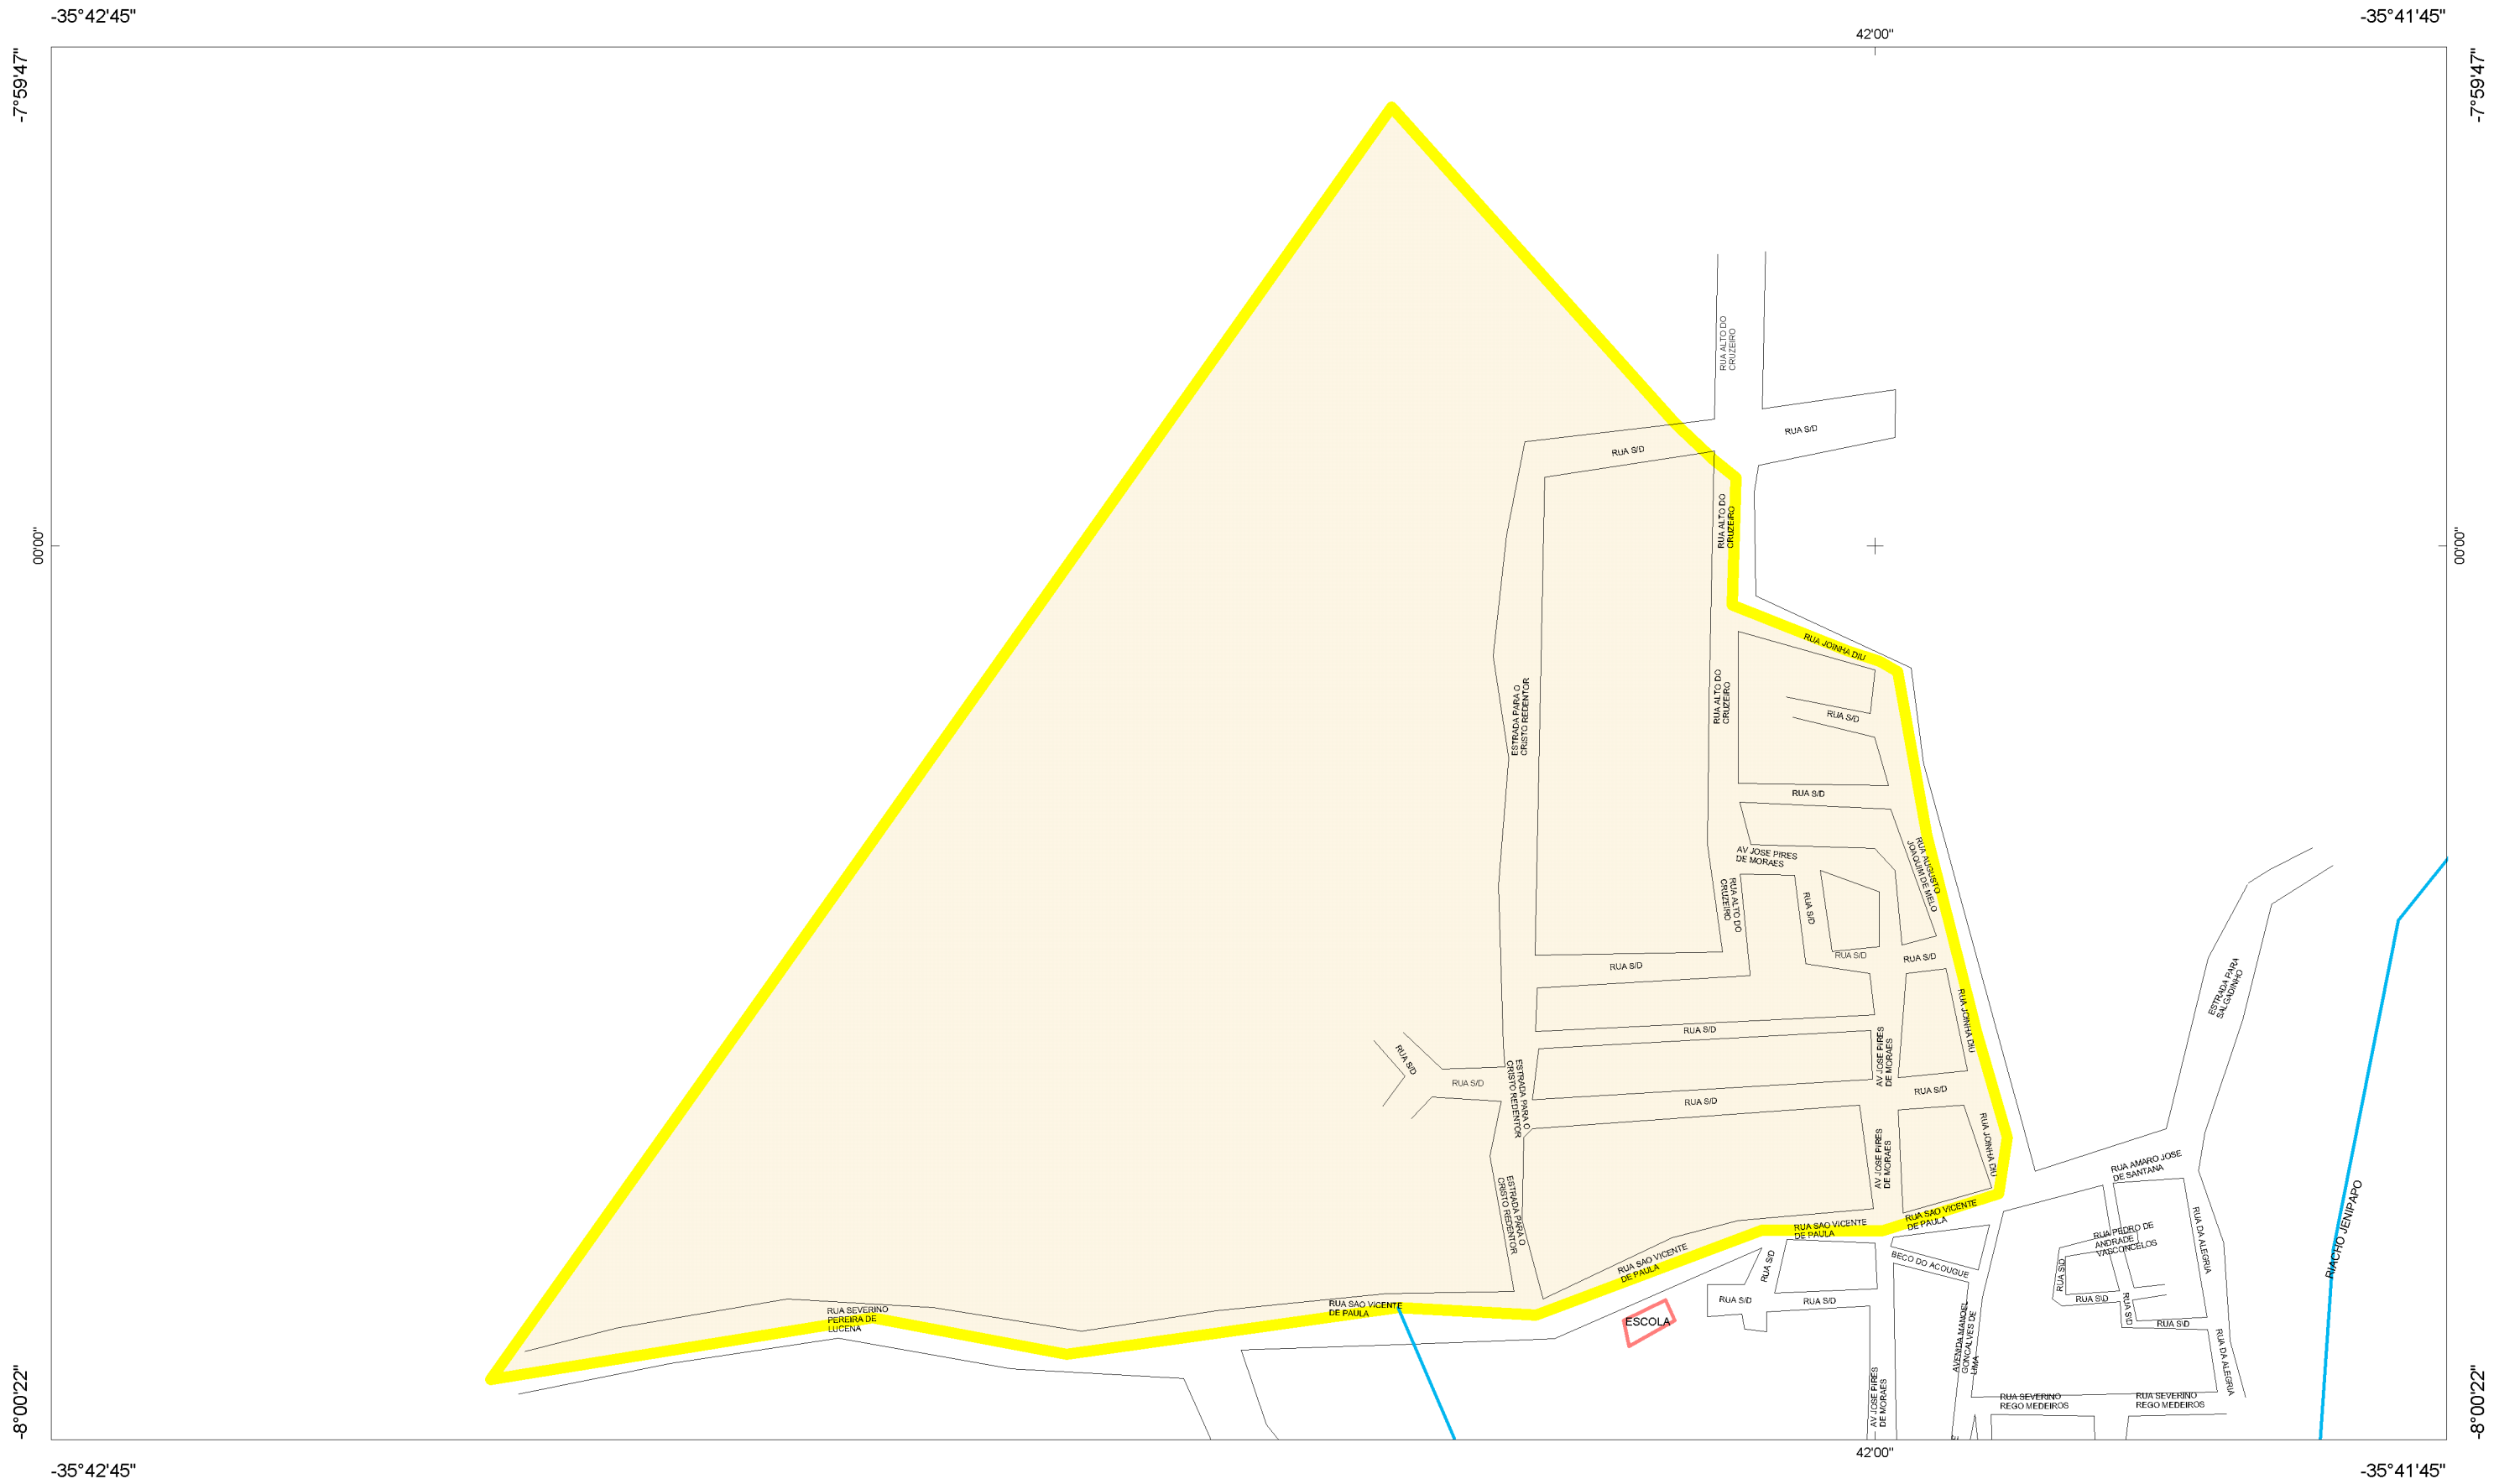 -35°42'45"
-35°41'45"
42'00"
-7°59'47"
-7°59'47"
RUA ALTO DO
CRUZEIRO
RUA S/D
RUA S/D
RUA ALTO DO
CRUZEIRO
00'00"
00'00"
RUA JOINHA DIU
ESTRADA PARA O
CRISTO REDENTOR
RUA ALTO DO
CRUZEIRO
RUA S/D
RUA S/D
AV JOSE PIRES
DE MORAES
RUA AUGUSTO
JOAQUIM DE MELO
RUA ALTO DO
CRUZEIRO
RUA S/D
RUA S/D
RUA S/D
RUA S/D
ESTRADA PARA
SALGADINHO
RUA S/D
RUA JOINHA DIU
AV JOSE PIRES
DE MORAES
RUA S/D
RUA S/D
ESTRADA PARA O
CRISTO REDENTOR
RUA S/D
RUA S/D
RUA JOINHA DIU
AV JOSE PIRES
DE MORAES
RUA AMARO JOSE
DE SANTANA
ESTRADA PARA O
CRISTO REDENTOR
RUA SAO VICENTE
DE PAULA
RUA SAO VICENTE
DE PAULA
RUA SAO VICENTE
DE PAULA
RUA PEDRO DE
ANDRADE
VASCONCELOS
RUA DA ALEGRIA
RIACHO JENIPAPO
BECO DO ACOUGUE
RUA S/D
RUA S/D
RUA S/D
RUA S/D
RUA S/D
RUA S/D
RUA S/D
RUA SEVERINO
PEREIRA DE
LUCENA
RUA SAO VICENTE
DE PAULA
ESCOLA
AVENIDA MANOEL
GONCALVES DE
LIMA
RUA DA ALEGRIA
AV JOSE PIRES
DE MORAES
RUA SEVERINO
REGO MEDEIROS
RUA SEVERINO
REGO MEDEIROS
-8°00'22"
-8°00'22"
42'00"
-35°42'45"
-35°41'45"